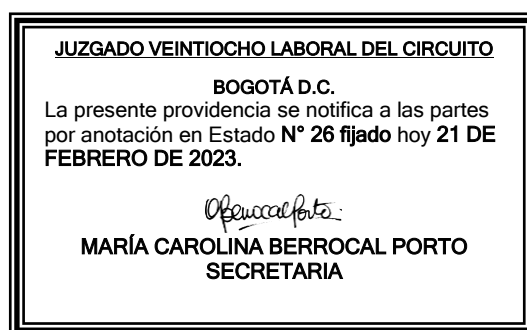 JUZGADO VEINTIOCHO LABORAL DEL CIRCUITO
BOGOTÁ D.C.
La presente providencia se notifica a las partes
por anotación en Estado N° 26 fijado hoy 21 DE
FEBRERO DE 2023.
MARÍA CAROLINA BERROCAL PORTO
SECRETARIA